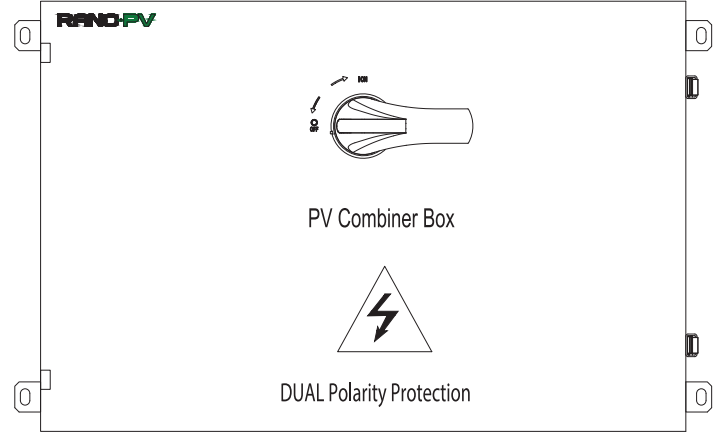 RANO-PV
I ON
O
OFF
PV Combiner Box
DUAL Polarity Protection